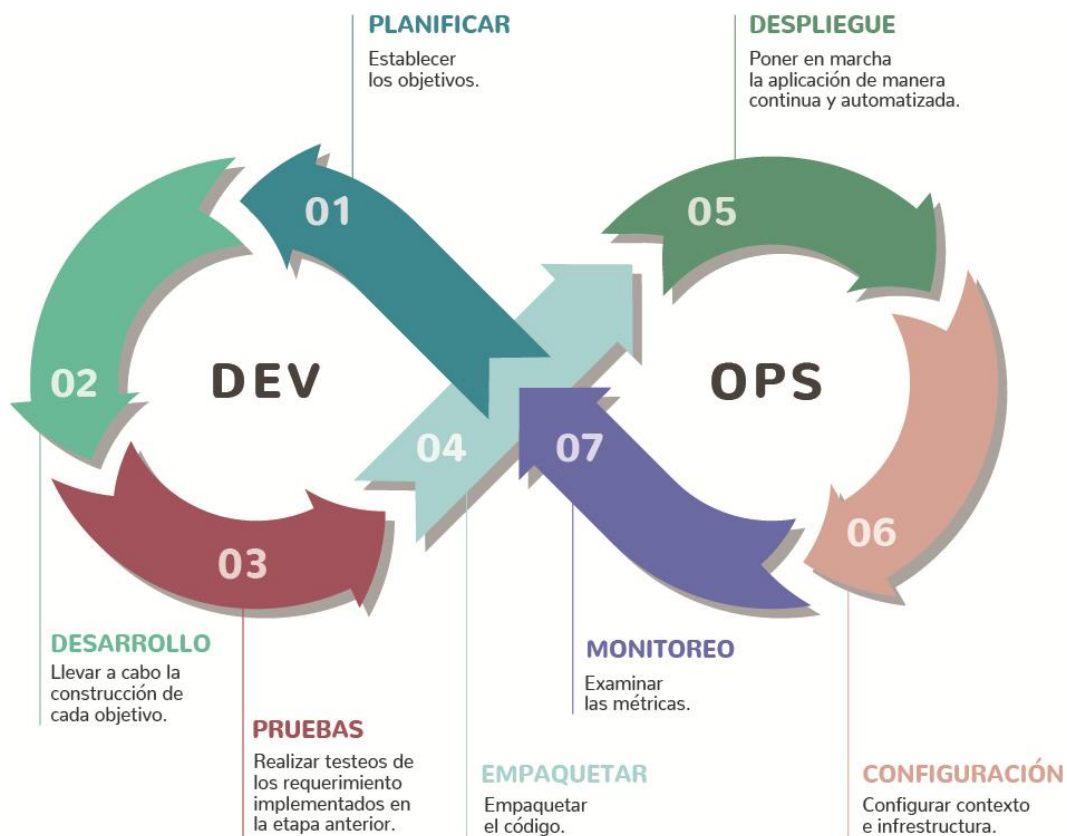 PLANIFICAR
Establecer
los objetivos.
DESPLIEGUE
Poner en marcha
la aplicación de manera
continua y automatizada.
01
05
02
DEV
OPS
04
07
03
06
DESARROLLO
Llevar a cabo la
construcción de
cada objetivo.
MONITOREO
Examinar
las métricas.
PRUEBAS
Realizar testeos de
los requerimiento
implementados en
la etapa anterior.
EMPAQUETAR
Empaquetar
el código.
CONFIGURACIÓN
Configurar contexto
e infrestructura.